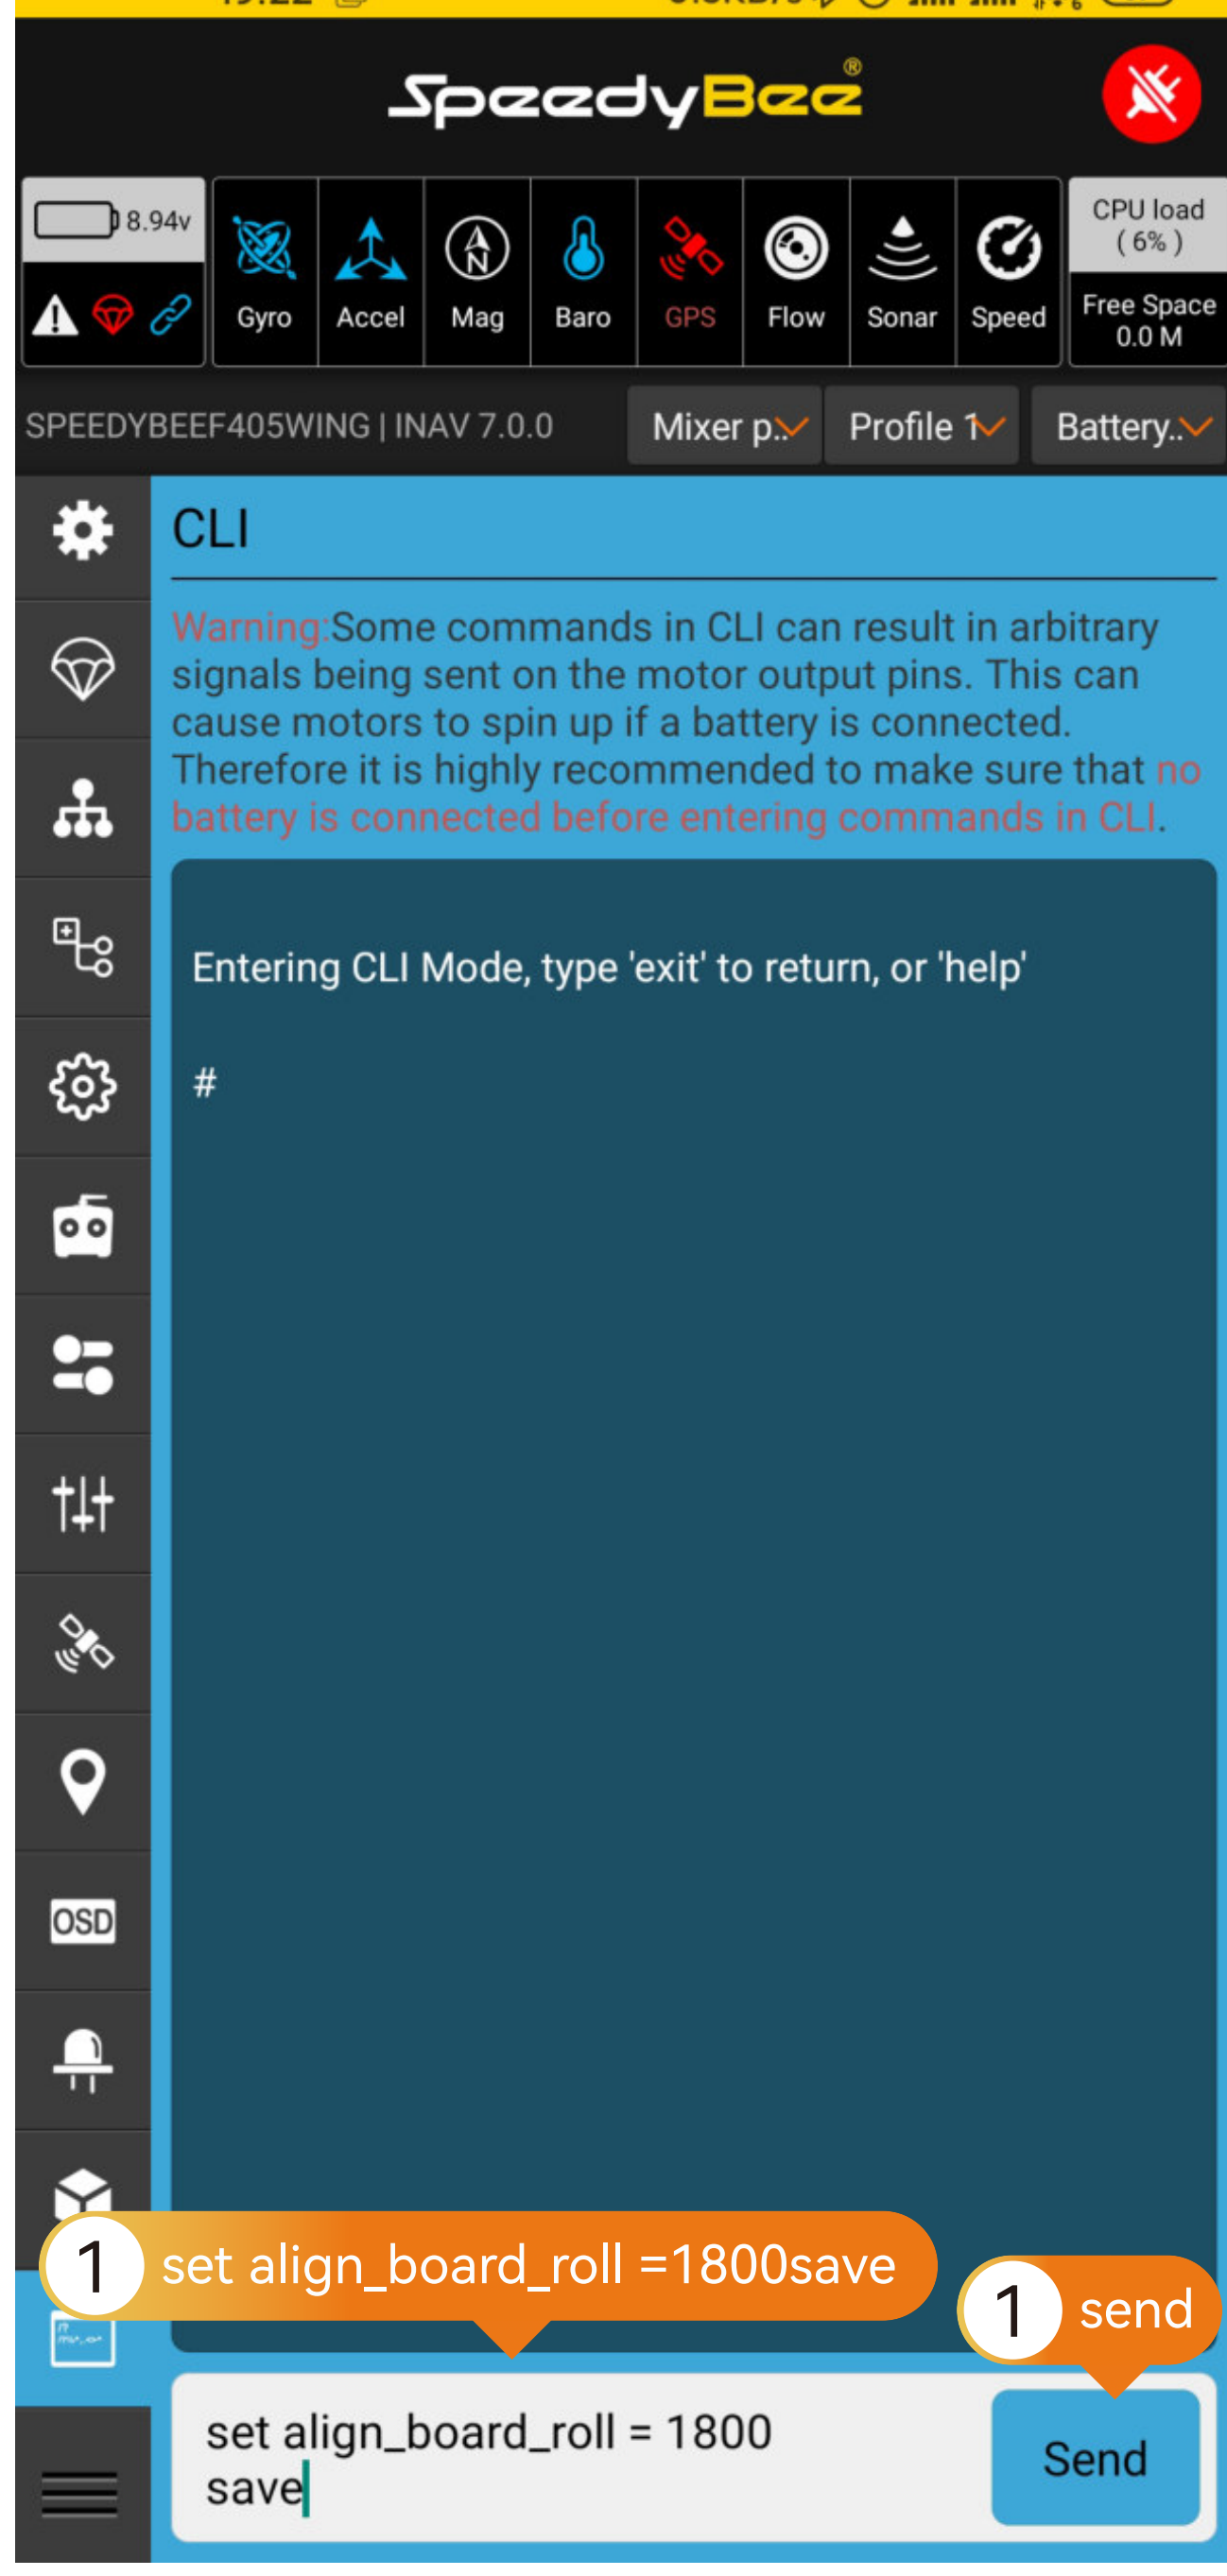 SpeedyBee®
8.94v
Gyro
Accel
Mag
Baro
GPS
Flow
Sonar
Speed
CPU load
( 6% )
Free Space
0.0 M
SPEEDYBEEF405WING | INAV 7.0.0
Mixer p..
Profile 1
Battery..
CLI
Warning:Some commands in CLI can result in arbitrary
signals being sent on the motor output pins. This can
cause motors to spin up if a battery is connected.
Therefore it is highly recommended to make sure that no
battery is connected before entering commands in CLI.
Entering CLI Mode, type 'exit' to return, or 'help'
#
OSD
1 set align_board_roll =1800save
1 send
set align_board_roll = 1800
save
Send